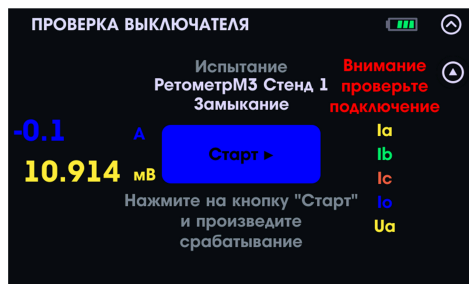 ПРОВЕРКА ВЫКЛЮЧАТЕЛЯ
Испытание
РетометрМ3 Стенд 1
Замыкание
Внимание
проверьте
подключение
-0.1 А
10.914 мВ
Старт ▸
Ia
Ib
Ic
Io
Ua
Нажмите на кнопку "Старт"
и произведите
срабатывание